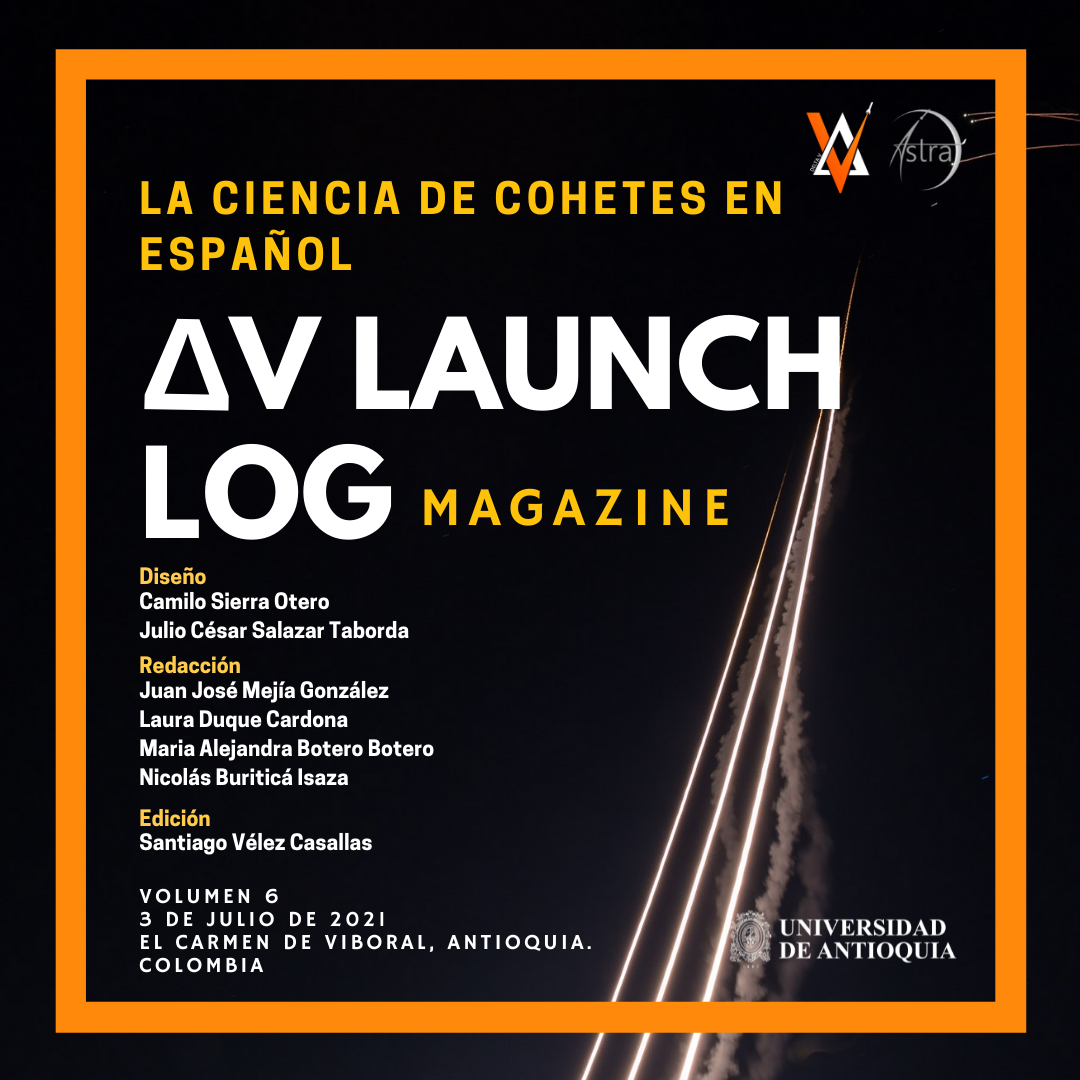 LA CIENCIA DE COHETES EN
ESPAÑOL
ΔV LAUNCH
LOG MAGAZINE
Diseño
Camilo Sierra Otero
Julio César Salazar Taborda
Redacción
Juan José Mejía González
Laura Duque Cardona
Maria Alejandra Botero Botero
Nicolás Buriticá Isaza
Edición
Santiago Vélez Casallas
VOLUMEN 6
3 DE JULIO DE 2021
EL CARMEN DE VIBORAL, ANTIOQUIA.
COLOMBIA
Astra
UNIVERSIDAD
DE ANTIOQUIA